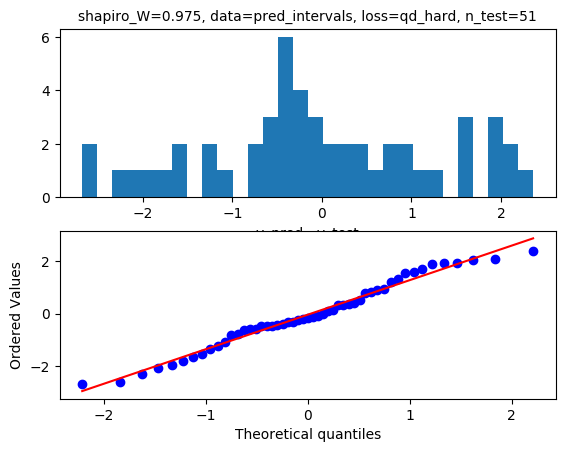 shapiro_W=0.975, data=pred_intervals, loss=qd_hard, n_test=51
6
4
2
0
−2 −1 0 1 2
2
0
−2
Ordered Values
−2 −1 0 1 2
Theoretical quantiles